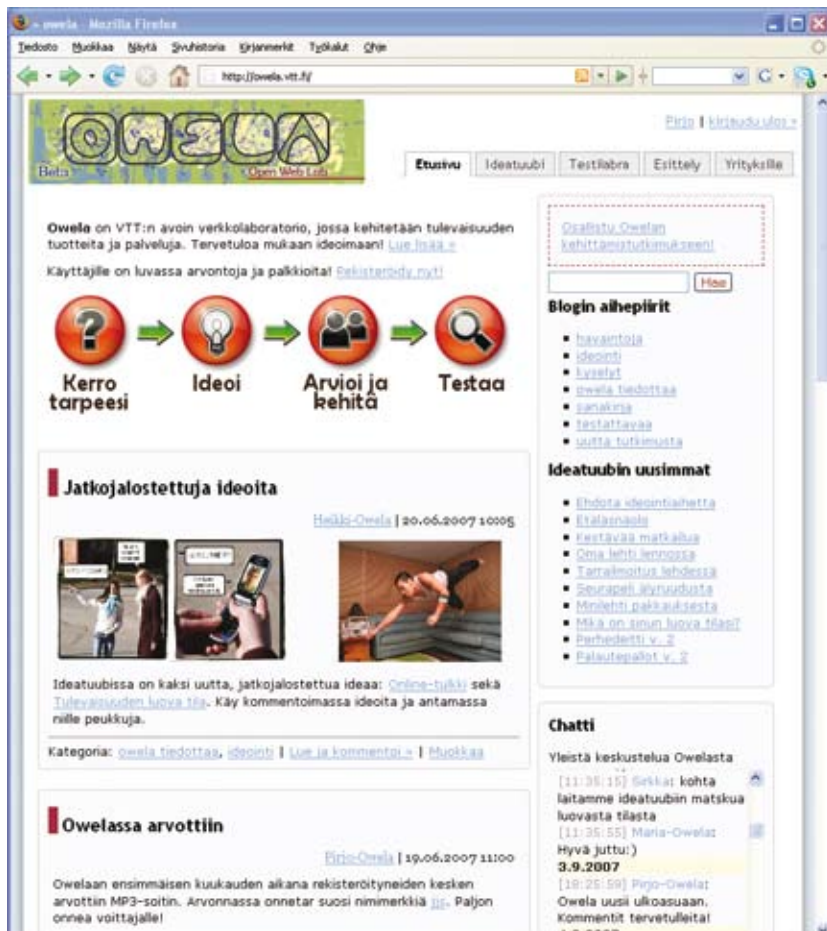 - owela - Mozilla Firefox
Tiedosto Muokkaa Näytä Sivuhistoria Kirjanmerkit Työkalut Ohje
http://owela.vtt.fi/
OWELA
Beta
Open Web Lab
Pirjo | kirjaudu ulos »
Etusivu Ideatuubi Testilabra Esittely Yrityksille
Owela on VTT:n avoin verkkolaboratorio, jossa kehitetään tulevaisuuden
tuotteita ja palveluja. Tervetuloa mukaan ideoimaan! Lue lisää »
Käyttäjille on luvassa arvontoja ja palkkioita! Rekisteröidy nyt!
Kerro
tarpeesi
Ideoi
Arvioi ja
kehitä
Testaa
Jatkojalostettuja ideoita
Heikki-Owela | 20.06.2007 10:05
Ideatuubissa on kaksi uutta, jatkojalostettua ideaa: Online-tulkki sekä
Tulevaisuuden luova tila. Käy kommentoimassa ideoita ja antamassa
niille peukkuja.
Kategoria: owela tiedottaa, ideointi | Lue ja kommentoi » | Muokkaa
Owelassa arvottiin
Pirjo-Owela | 19.06.2007 11:00
Owelaan ensimmäisen kuukauden aikana rekisteröityneiden kesken
arvottiin MP3-soitin. Arvonnassa onnetar suosi nimimerkkiä. Paljon
onnea voittajalle!
Osallistu Owelan
kehittämistutkimukseen!
Hae
Blogin aihepiirit
havaintoja
ideointi
kyselyt
owela tiedottaa
sanakirja
testattavaa
uutta tutkimusta
Ideatuubin uusimmat
Ehdota ideointiaihetta
Etäläsnäolo
Kestävää matkailua
Oma lehti lennossa
Tarrailmoitus lehdessä
Seurapeli älyruudusta
Minilehti pakkauksesta
Mikä on sinun luova tilasi?
Perhedeitti v. 2
Palautepallot v. 2
Chatti
Yleistä keskustelua Owelasta
[11:35:15] Sirkka: kohta
laitamme ideatuubiin matskua
luovasta tilasta
[11:35:55] Maria-Owela:
Hyvä juttu:)
3.9.2007
[18:25:59] Pirjo-Owela:
Owela uusii ulkoasuaan.
Kommentit tervetulleita!